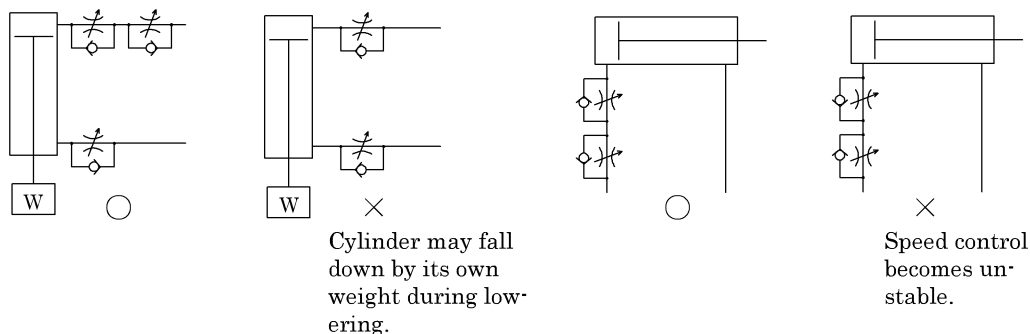 W
W
Cylinder may fall
down by its own
weight during low-
ering.
Speed control
becomes un-
stable.